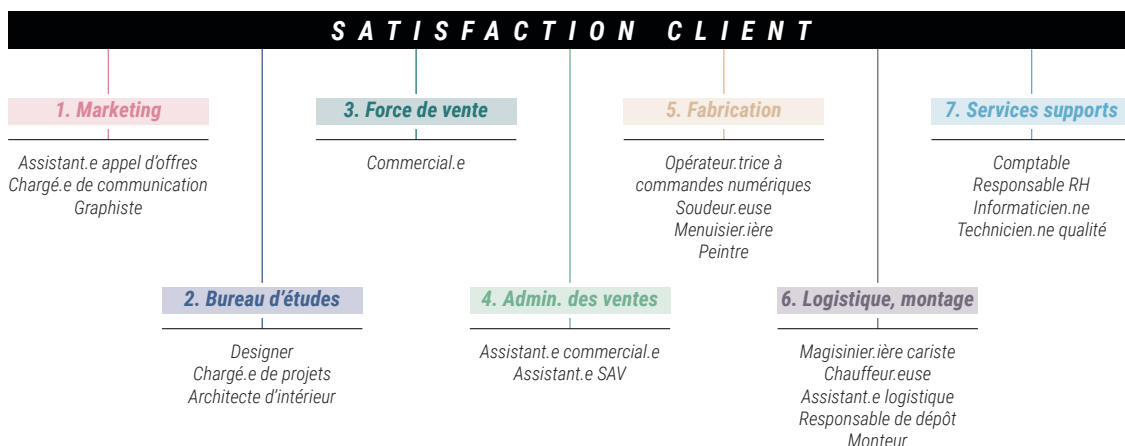 SATISFACTION CLIENT
1. Marketing
Assistant.e appel d'offres
Chargé.e de communication
Graphiste
2. Bureau d'études
Designer
Chargé.e de projets
Architecte d'intérieur
3. Force de vente
Commercial.e
4. Admin. des ventes
Assistant.e commercial.e
Assistant.e SAV
5. Fabrication
Opérateur.trice à
commandes numériques
Soudeur.euse
Menuisier.ière
Peintre
6. Logistique, montage
Magisinier.ière cariste
Chauffeur.euse
Assistant.e logistique
Responsable de dépôt
Monteur
7. Services supports
Comptable
Responsable RH
Informaticien.ne
Technicien.ne qualité